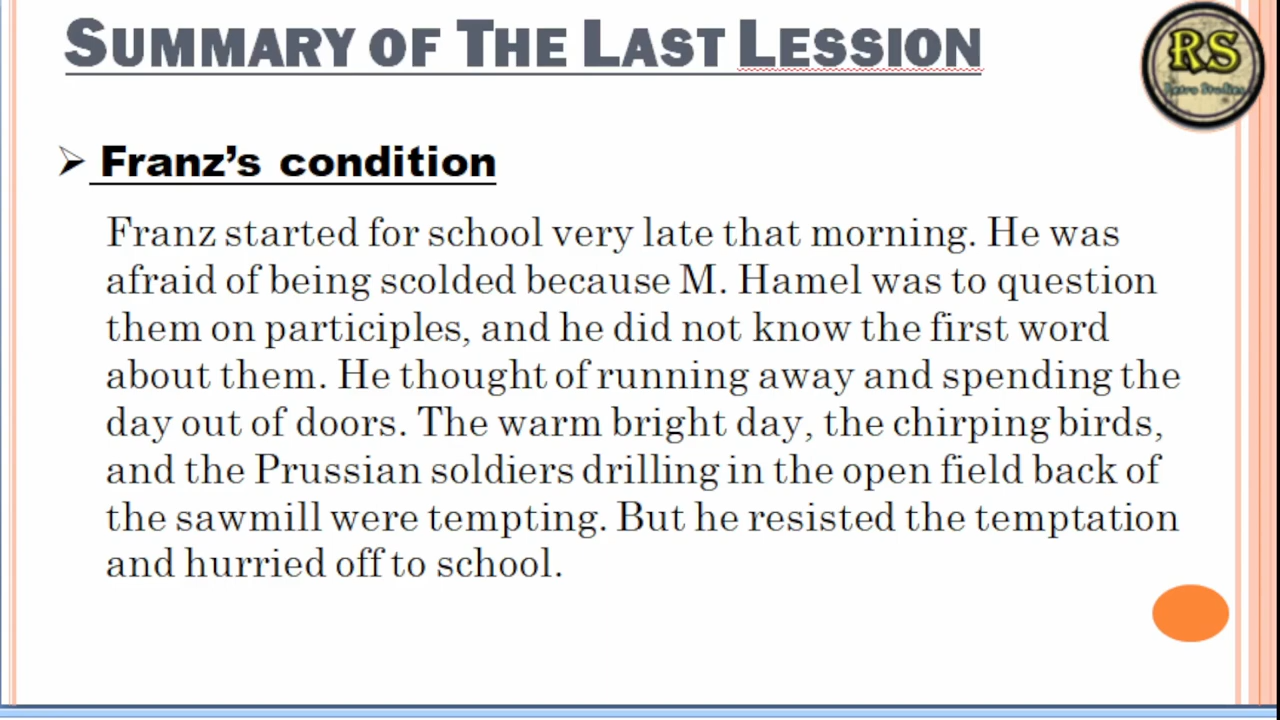 SUMMARY OF THE LAST LESSION
RS
Retro Studies
Franz's condition
Franz started for school very late that morning. He was
afraid of being scolded because M. Hamel was to question
them on participles, and he did not know the first word
about them. He thought of running away and spending the
day out of doors. The warm bright day, the chirping birds,
and the Prussian soldiers drilling in the open field back of
the sawmill were tempting. But he resisted the temptation
and hurried off to school.